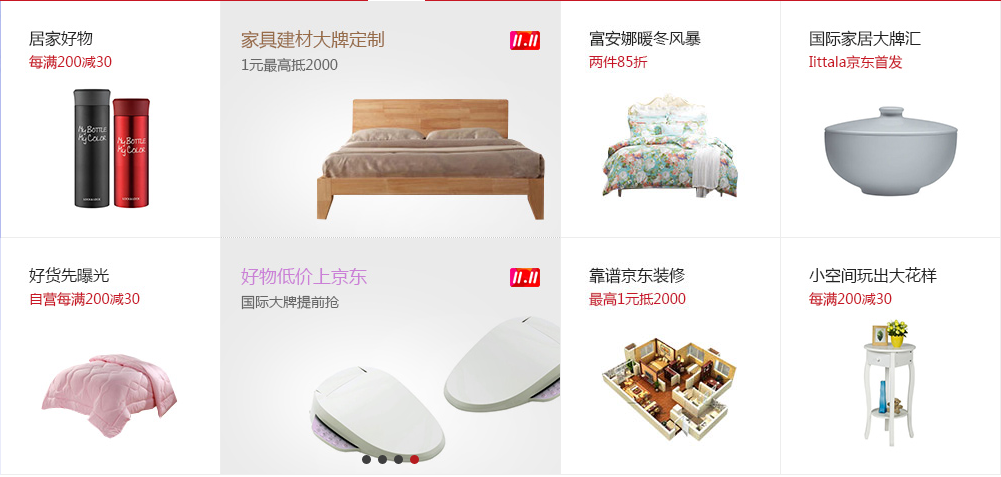 居家好物
每满200减30
My BOTTLE
My COLOR
My BOTTLE
My COLOR
家具建材大牌定制
11.11
1元最高抵2000
富安娜暖冬风暴
两件85折
国际家居大牌汇
Iittala京东首发
好货先曝光
自营每满200减30
好物低价上京东
11.11
国际大牌提前抢
靠谱京东装修
最高1元抵2000
小空间玩出大花样
每满200减30